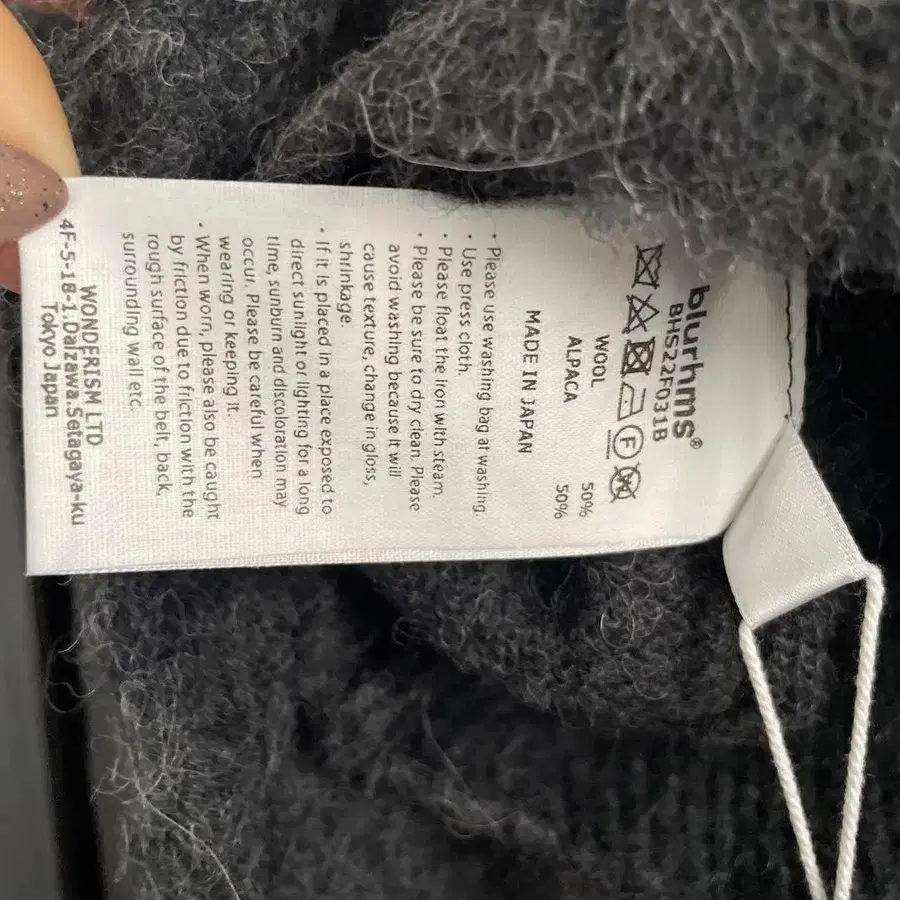 blurhms®
BHS22F031B
F W
WOOL 50%
ALPACA 50%
MADE IN JAPAN
・Please use washing bag at washing.
・Use press cloth.
・Please float the iron with steam.
・Please be sure to dry clean. Please
avoid washing because it will
cause texture, change in gloss,
shrinkage.
・If it is placed in a place exposed to
direct sunlight or lighting for a long
time, sunburn and discoloration may
occur. Please be careful when
wearing or keeping it.
・When worn, please also be caught
by friction due to friction with the
rough surface of the belt, back,
surrounding wall etc.
WONDERISM LTD
4F-5-18-1.Daizawa.Setagaya-ku
Tokyo Japan